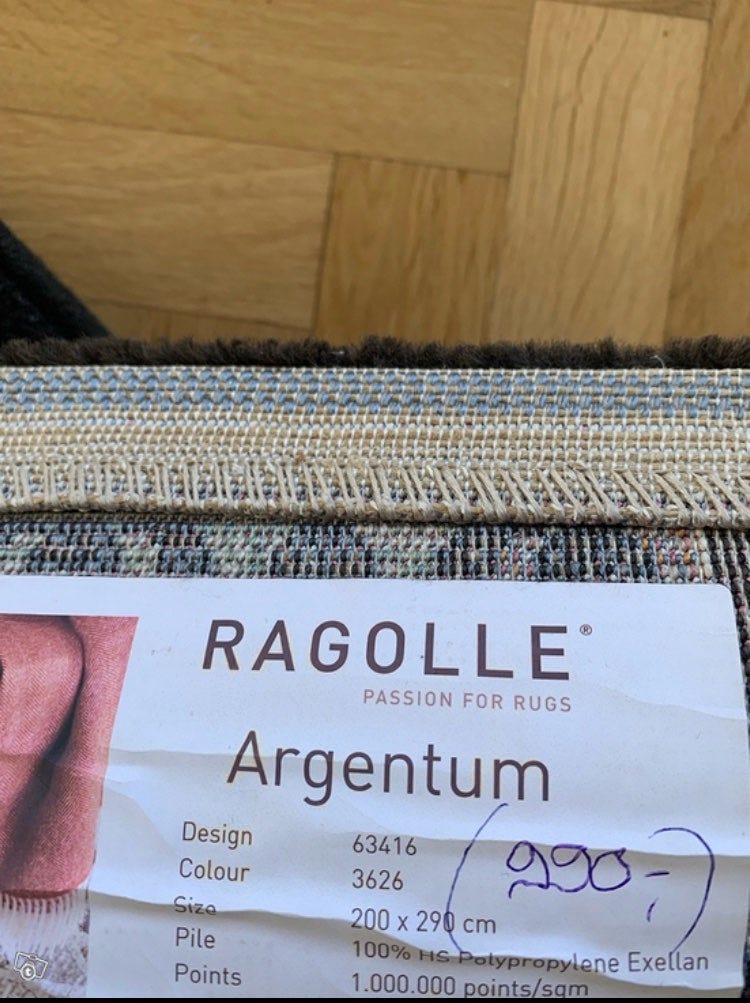 RAGOLLE®
PASSION FOR RUGS
Argentum
Design 63416
Colour 3626
(990,-)
Size 200 x 290 cm
Pile 100% HS Polypropylene Exellan
Points 1.000.000 points/sqm